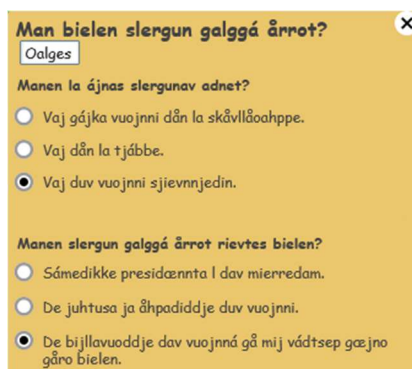 Man bielen slergun galggá årrot?
Oalges
Manen la ájnas slergunav adnet?
Vaj gájka vuojnni dån la skåvllåoahppe.
Vaj dån la tjábbe.
Vaj duv vuojnni sjievnnjedin.
Manen slergun galggá årrot rievtes bielen?
Sámedikke presidænnta l dav mierredam.
De juhtusa ja åhpadiddje duv vuojnni.
De bijllavuoddje dav vuojnná gå mij vádtsep gæjno
gåro bielen.